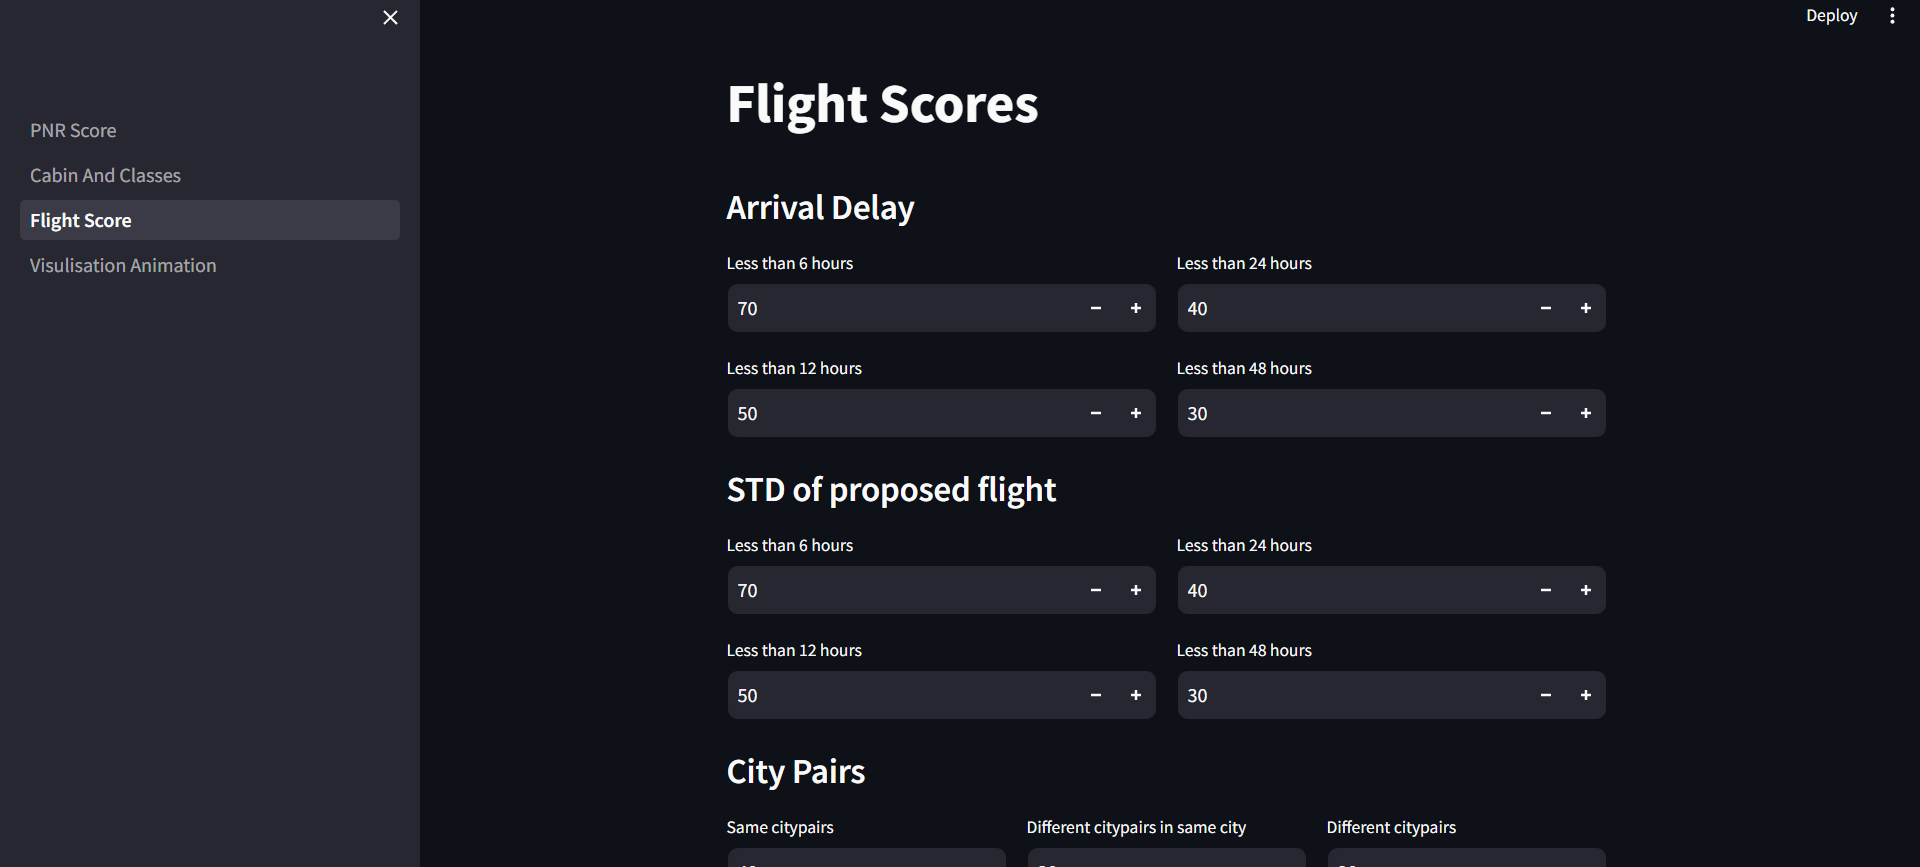 Deploy
PNR Score
Cabin And Classes
Flight Score
Visulisation Animation
Flight Scores
Arrival Delay
Less than 6 hours
70
Less than 24 hours
40
Less than 12 hours
50
Less than 48 hours
30
STD of proposed flight
Less than 6 hours
70
Less than 24 hours
40
Less than 12 hours
50
Less than 48 hours
30
City Pairs
Same citypairs
Different citypairs in same city
Different citypairs